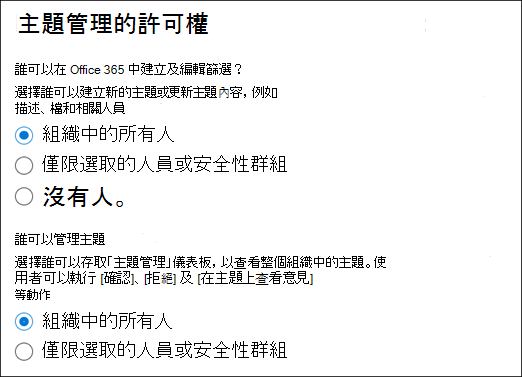 主題管理的許可權
誰可以在 Office 365 中建立及編輯篩選？
選擇誰可以建立新的主題或更新主題內容，例如
描述、檔和相關人員
組織中的所有人
僅限選取的人員或安全性群組
沒有人。
誰可以管理主題
選擇誰可以存取「主題管理」儀表板，以查看整個組織中的主題。使
用者可以執行 [確認]、[拒絕] 及 [在主題上查看意見]
等動作
組織中的所有人
僅限選取的人員或安全性群組